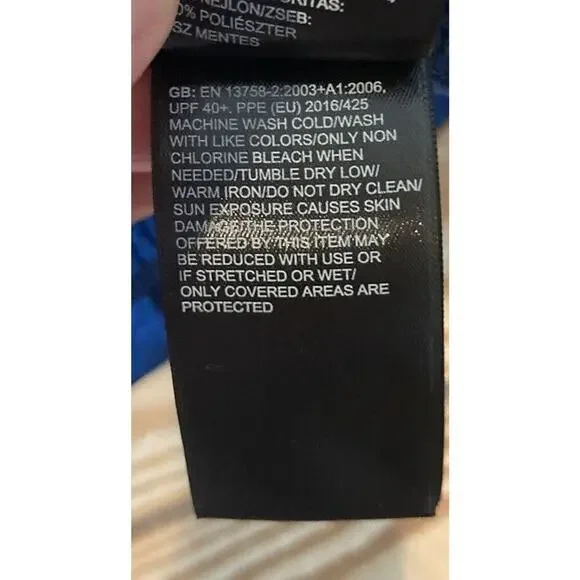 NEJLON/ZSEB:
0% POLIÉSZTER
SZ MENTES
GB: EN 13758-2:2003+A1:2006,
UPF 40+. PPE (EU) 2016/425
MACHINE WASH COLD/WASH
WITH LIKE COLORS/ONLY NON
CHLORINE BLEACH WHEN
NEEDED/TUMBLE DRY LOW/
WARM IRON/DO NOT DRY CLEAN/
SUN EXPOSURE CAUSES SKIN
DAMAGE/THE PROTECTION
OFFERED BY THIS ITEM MAY
BE REDUCED WITH USE OR
IF STRETCHED OR WET/
ONLY COVERED AREAS ARE
PROTECTED